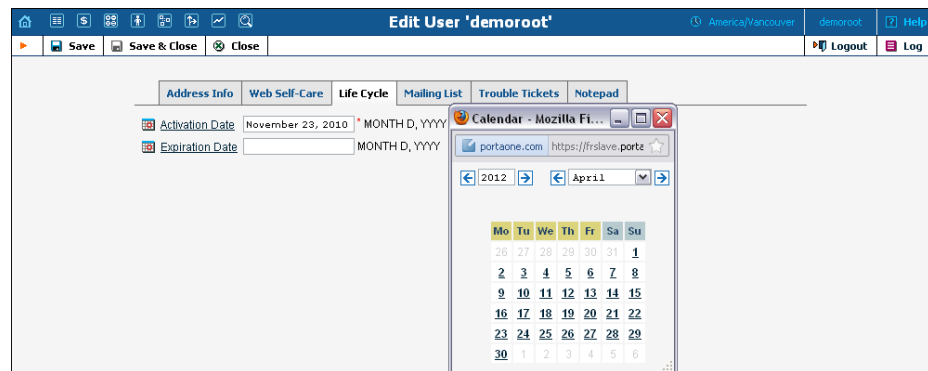 Edit User 'demoroot'
America/Vancouver
demoroot
? Help
Save
Save & Close
Close
Logout
Log
Address Info
Web Self-Care
Life Cycle
Mailing List
Trouble Tickets
Notepad
Activation Date November 23, 2010 * MONTH D, YYYY
Expiration Date MONTH D, YYYY
Calendar - Mozilla Fi...
portaone.com https://frslave.porta
2012 April
Mo Tu We Th Fr Sa Su
26 27 28 29 30 31 1
2 3 4 5 6 7 8
9 10 11 12 13 14 15
16 17 18 19 20 21 22
23 24 25 26 27 28 29
30 1 2 3 4 5 6